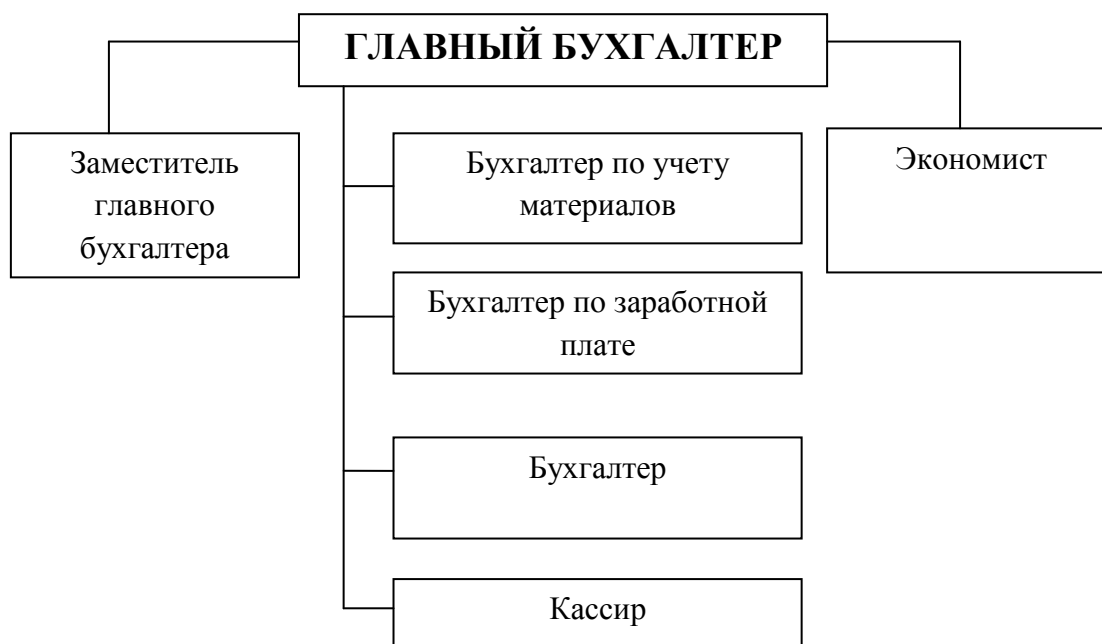 ГЛАВНЫЙ БУХГАЛТЕР
Заместитель
главного
бухгалтера
Бухгалтер по учету
материалов
Экономист
Бухгалтер по заработной
плате
Бухгалтер
Кассир